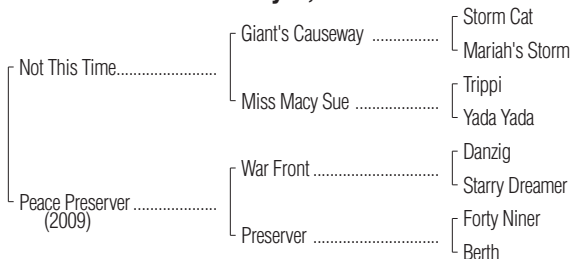 Storm Cat
Giant's Causeway ................
Mariah's Storm
Not This Time.......................
Trippi
Miss Macy Sue ....................
Yada Yada
Danzig
War Front ...............................
Starry Dreamer
Peace Preserver ....................
(2009)
Forty Niner
Preserver ..............................
Berth